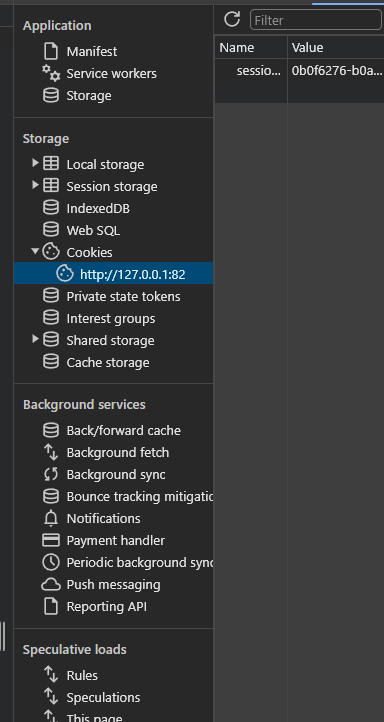 Application
Filter
Manifest
Name
Value
Service workers
sessio...
0b0f6276-b0a...
Storage
Storage
Local storage
Session storage
IndexedDB
Web SQL
Cookies
http://127.0.0.1:82
Private state tokens
Interest groups
Shared storage
Cache storage
Background services
Back/forward cache
Background fetch
Background sync
Bounce tracking mitigatio
Notifications
Payment handler
Periodic background sync
Push messaging
Reporting API
Speculative loads
Rules
Speculations
This page